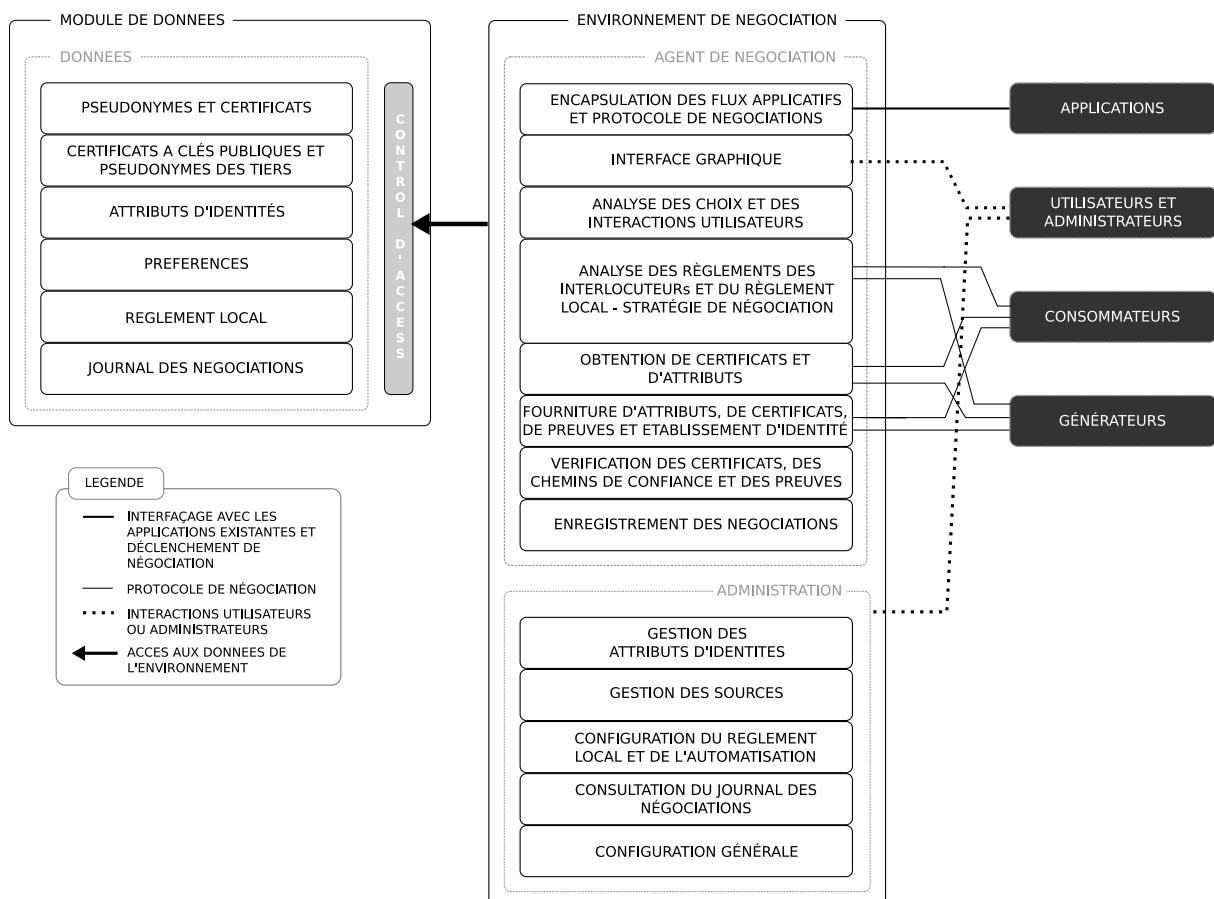 MODULE DE DONNEES
DONNEES
PSEUDONYMES ET CERTIFICATS
CERTIFICATS A CLÉS PUBLIQUES ET
PSEUDONYMES DES TIERS
ATTRIBUTS D'IDENTITÉS
PREFERENCES
REGLEMENT LOCAL
JOURNAL DES NEGOCIATIONS
CONTROL D'ACCESS
LEGENDE
INTERFAÇAGE AVEC LES
APPLICATIONS EXISTANTES ET
DÉCLENCHEMENT DE
NÉGOCIATION
PROTOCOLE DE NÉGOCIATION
INTERACTIONS UTILISATEURS
OU ADMINISTRATEURS
ACCES AUX DONNEES DE
L'ENVIRONNEMENT
ENVIRONNEMENT DE NEGOCIATION
AGENT DE NEGOCIATION
ENCAPSULATION DES FLUX APPLICATIFS
ET PROTOCOLE DE NEGOCIATIONS
INTERFACE GRAPHIQUE
ANALYSE DES CHOIX ET DES
INTERACTIONS UTILISATEURS
ANALYSE DES RÈGLEMENTS DES
INTERLOCUTEURs ET DU RÈGLEMENT
LOCAL - STRATÉGIE DE NÉGOCIATION
OBTENTION DE CERTIFICATS ET
D'ATTRIBUTS
FOURNITURE D'ATTRIBUTS, DE CERTIFICATS,
DE PREUVES ET ETABLISSEMENT D'IDENTITÉ
VERIFICATION DES CERTIFICATS, DES
CHEMINS DE CONFIANCE ET DES PREUVES
ENREGISTREMENT DES NEGOCIATIONS
ADMINISTRATION
GESTION DES
ATTRIBUTS D'IDENTITES
GESTION DES SOURCES
CONFIGURATION DU REGLEMENT
LOCAL ET DE L'AUTOMATISATION
CONSULTATION DU JOURNAL DES
NÉGOCIATIONS
CONFIGURATION GÉNÉRALE
APPLICATIONS
UTILISATEURS ET
ADMINISTRATEURS
CONSOMMATEURS
GÉNÉRATEURS